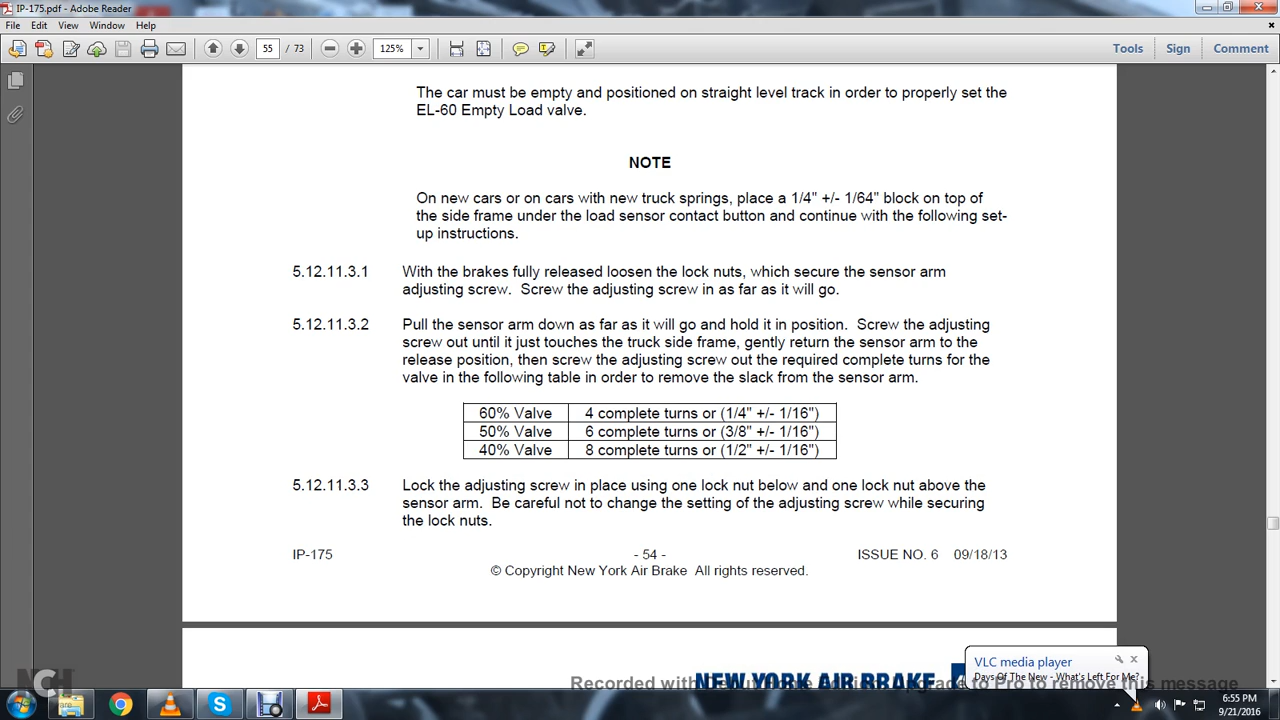 IP-175.pdf - Adobe Reader
File Edit View Window Help
55 / 73 125% Tools Sign Comment
The car must be empty and positioned on straight level track in order to properly set the
EL-60 Empty Load valve.
NOTE
On new cars or on cars with new truck springs, place a 1/4" +/- 1/64" block on top of
the side frame under the load sensor contact button and continue with the following set-
up instructions.
5.12.11.3.1 With the brakes fully released loosen the lock nuts, which secure the sensor arm
adjusting screw. Screw the adjusting screw in as far as it will go.
5.12.11.3.2 Pull the sensor arm down as far as it will go and hold it in position. Screw the adjusting
screw out until it just touches the truck side frame, gently return the sensor arm to the
release position, then screw the adjusting screw out the required complete turns for the
valve in the following table in order to remove the slack from the sensor arm.
60% Valve 4 complete turns or (1/4" +/- 1/16")
50% Valve 6 complete turns or (3/8" +/- 1/16")
40% Valve 8 complete turns or (1/2" +/- 1/16")
5.12.11.3.3 Lock the adjusting screw in place using one lock nut below and one lock nut above the
sensor arm. Be careful not to change the setting of the adjusting screw while securing
the lock nuts.
IP-175 - 54 - ISSUE NO. 6 09/18/13
© Copyright New York Air Brake All rights reserved.
VLC media player
Days Of The New - What's Left For Me?
NEW YORK AIR BRAKE
Recorded with to Pro to remove this message
NCH
6:55 PM
9/21/2016